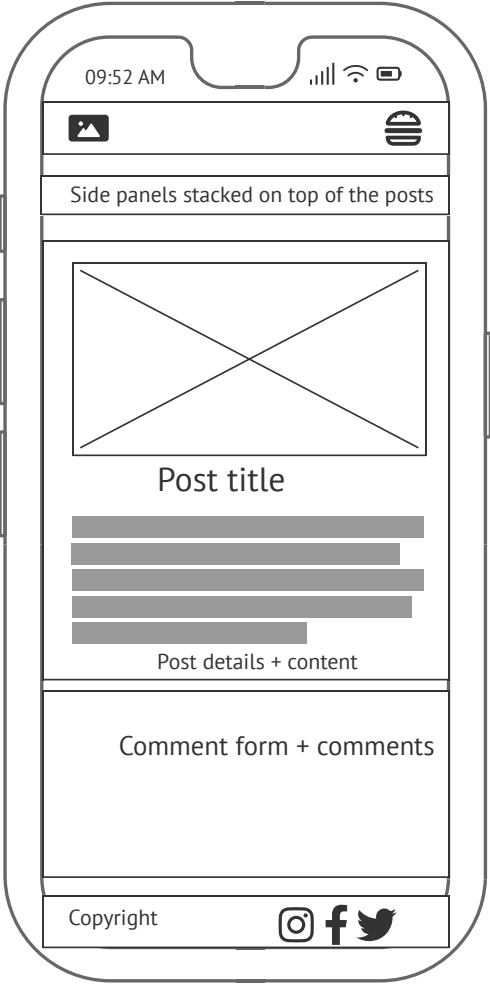 09:52 AM
Side panels stacked on top of the posts
Post title
Post details + content
Comment form + comments
Copyright